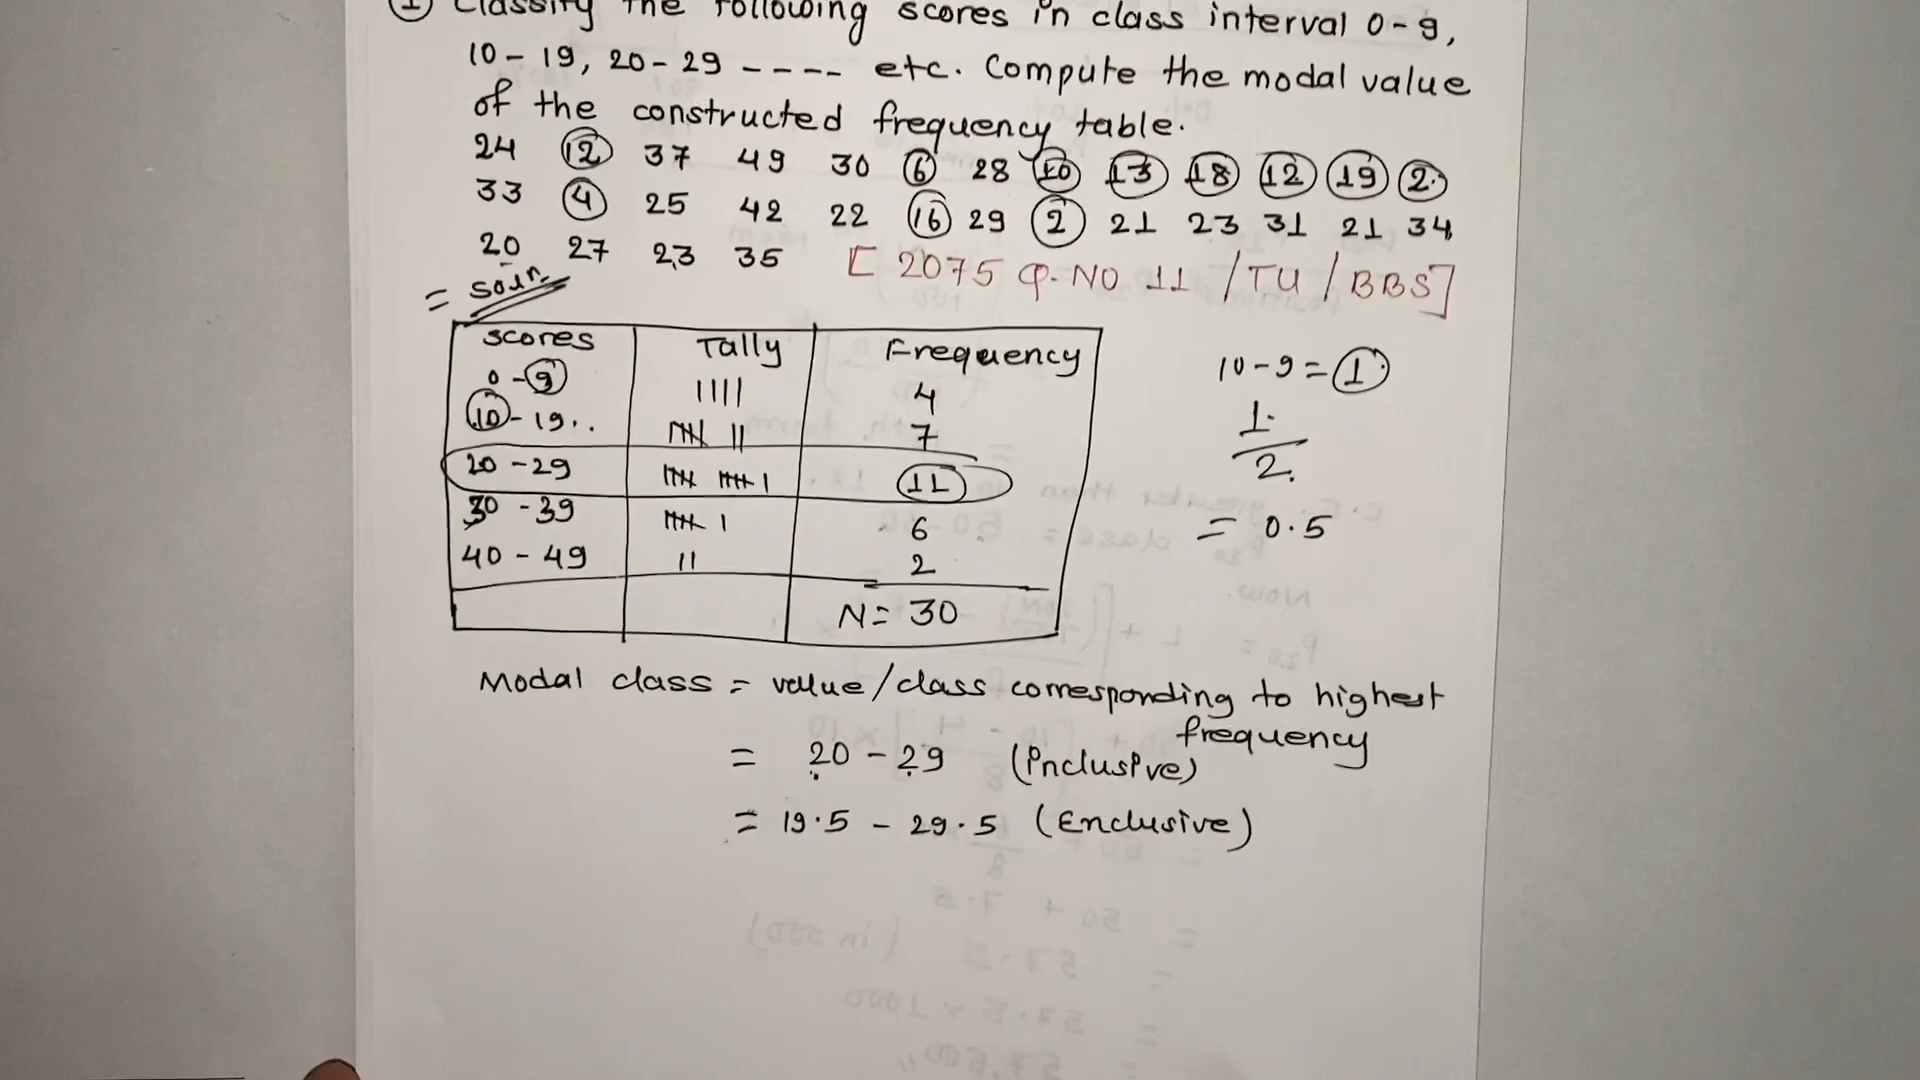 ① Classify the following scores in class interval 0-9,
10-19, 20-29 ---- etc. Compute the modal value
of the constructed frequency table.
24 12 37 49 30 6 28 10 13 18 12 19 2
33 4 25 42 22 16 29 2 21 23 31 21 34
20 27 23 35 [2075 Q.NO 11 /TU/BBS]
= soln
scores Tally Frequency
0-9 |||| 4
10-19.. |||| || 7
20-29 |||| |||| | 11
30-39 |||| | 6
40-49 || 2
N= 30
10-9 = 1
1
2
= 0.5
Modal class = value/class corresponding to highest
frequency
= 20-29 (inclusive)
= 19.5 - 29.5 (Exclusive)